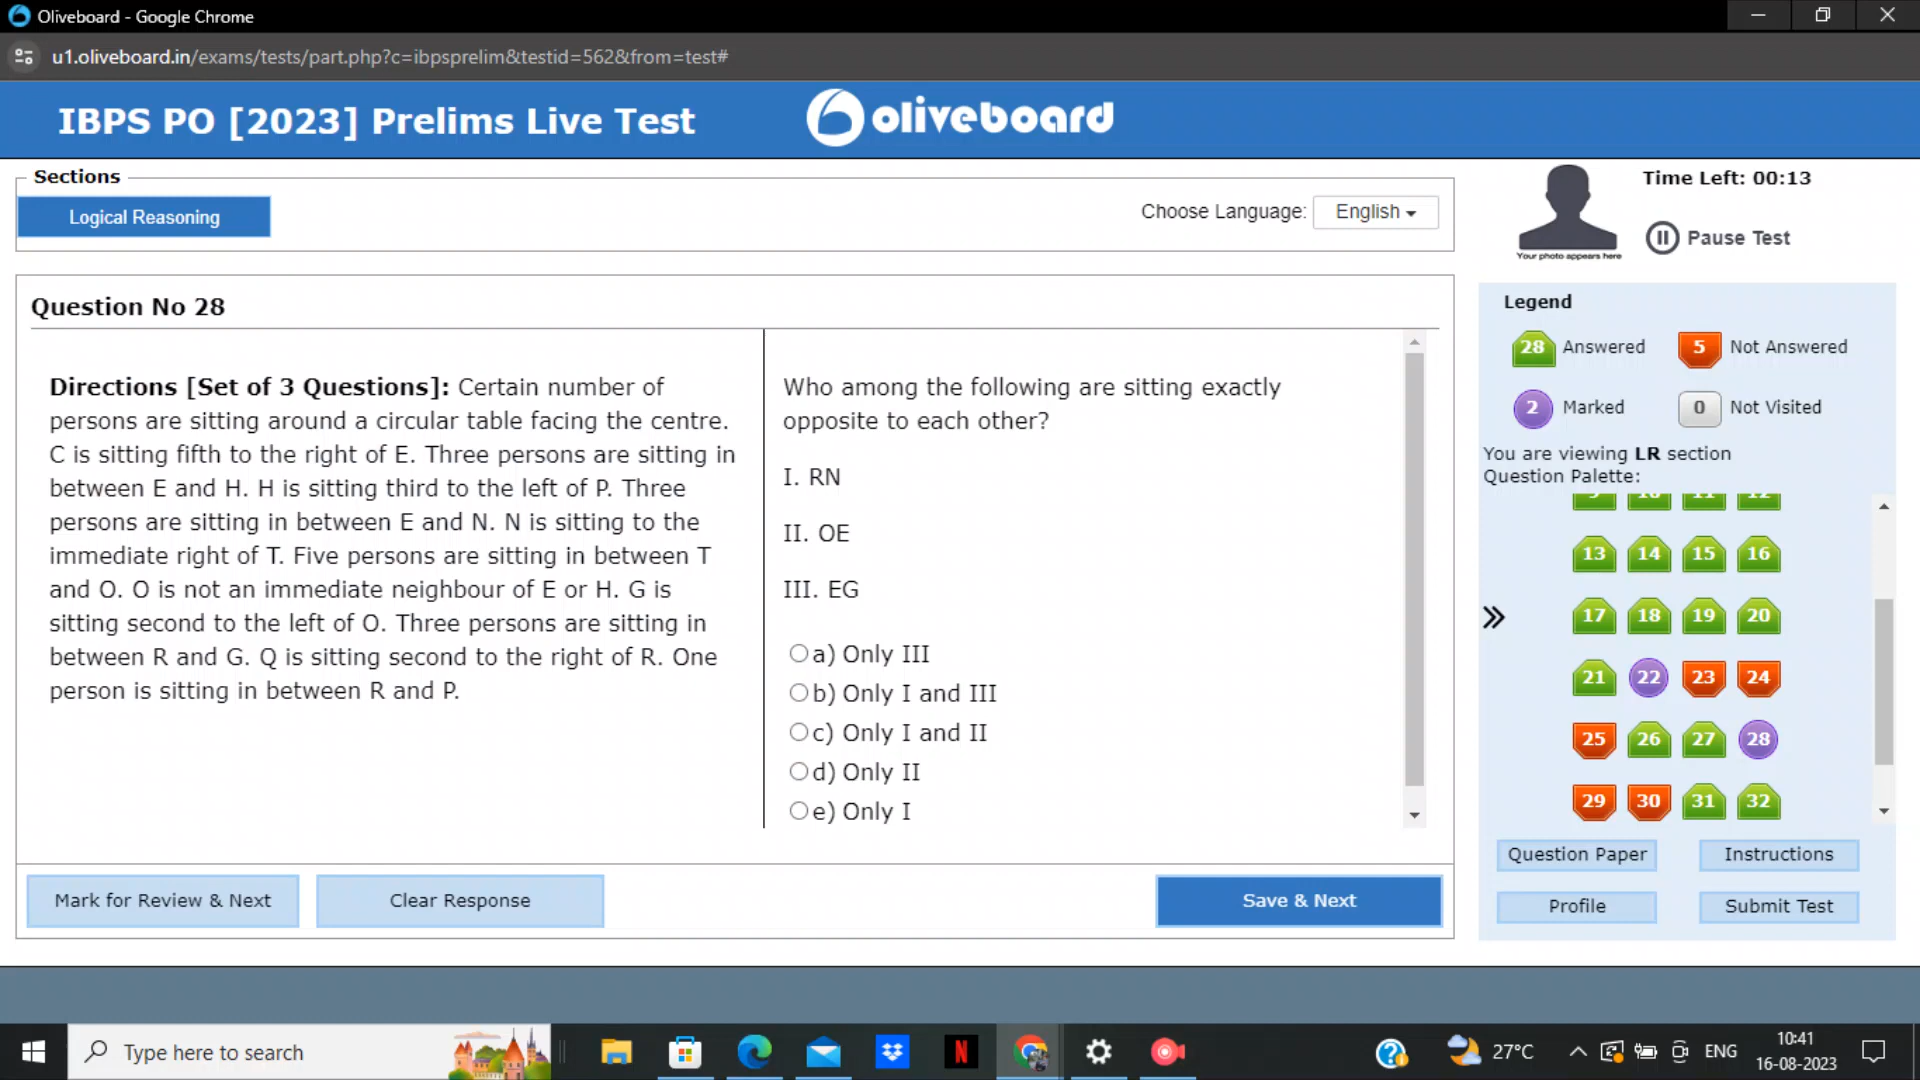 Oliveboard - Google Chrome
u1.oliveboard.in/exams/tests/part.php?c=ibpsprelim&testid=562&from=test#
IBPS PO [2023] Prelims Live Test
oliveboard
Sections
Logical Reasoning
Choose Language: English
Your photo appears here
Time Left: 00:13
Pause Test
Question No 28
Directions [Set of 3 Questions]: Certain number of
persons are sitting around a circular table facing the centre.
C is sitting fifth to the right of E. Three persons are sitting in
between E and H. H is sitting third to the left of P. Three
persons are sitting in between E and N. N is sitting to the
immediate right of T. Five persons are sitting in between T
and O. O is not an immediate neighbour of E or H. G is
sitting second to the left of O. Three persons are sitting in
between R and G. Q is sitting second to the right of R. One
person is sitting in between R and P.
Who among the following are sitting exactly
opposite to each other?
I. RN
II. OE
III. EG
a) Only III
b) Only I and III
c) Only I and II
d) Only II
e) Only I
Mark for Review & Next
Clear Response
Save & Next
Legend
28 Answered
5 Not Answered
2 Marked
0 Not Visited
You are viewing LR section
Question Palette:
9 10 11 12
13 14 15 16
17 18 19 20
21 22 23 24
25 26 27 28
29 30 31 32
Question Paper
Instructions
Profile
Submit Test
Type here to search
27°C
ENG
10:41
16-08-2023